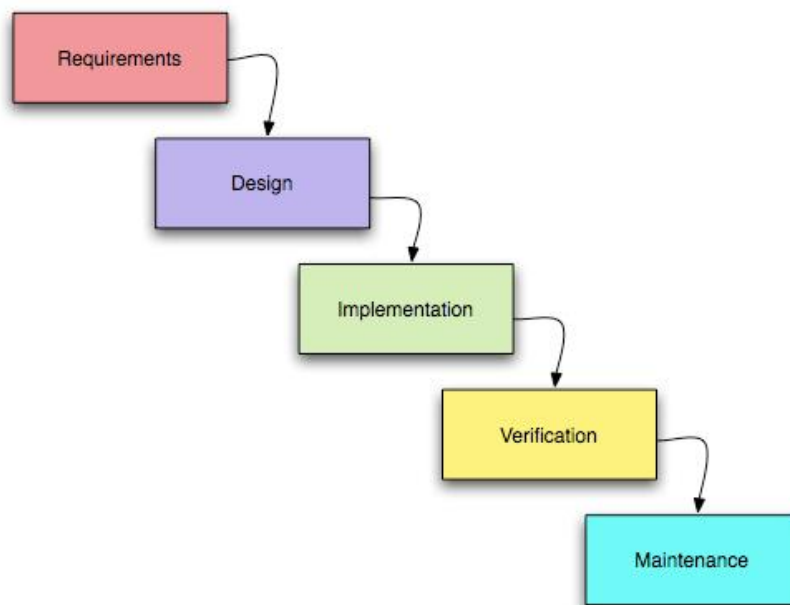 Requirements
Design
Implementation
Verification
Maintenance